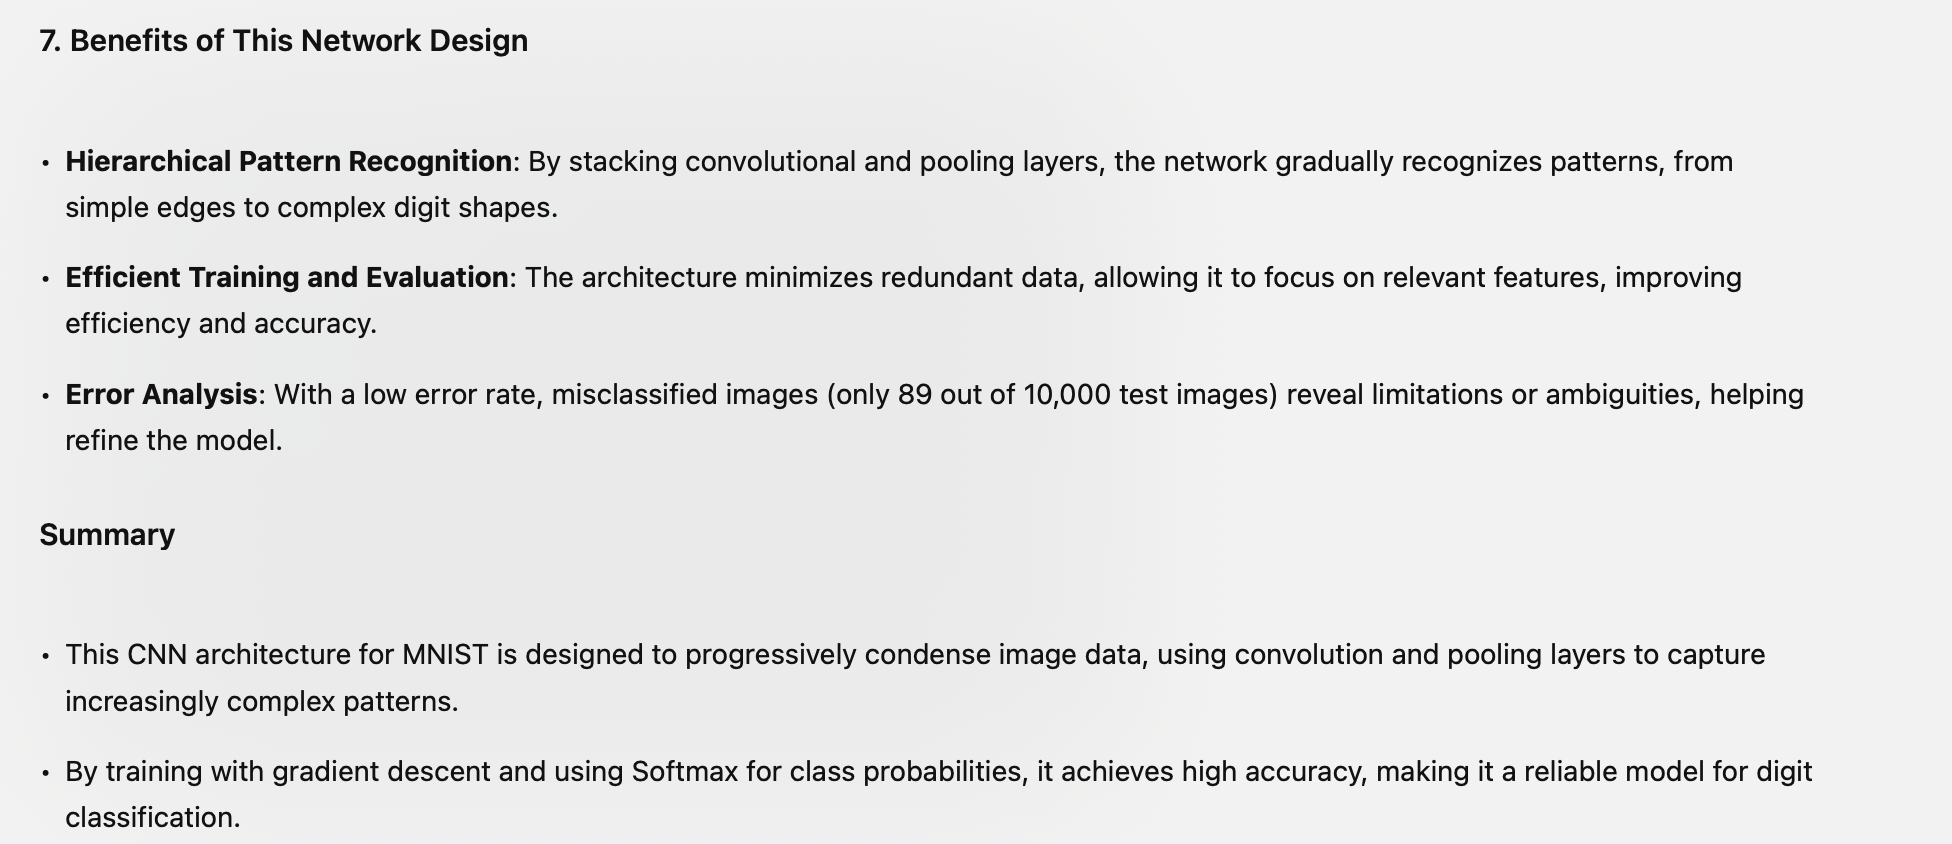 7. Benefits of This Network Design
• Hierarchical Pattern Recognition: By stacking convolutional and pooling layers, the network gradually recognizes patterns, from
simple edges to complex digit shapes.
• Efficient Training and Evaluation: The architecture minimizes redundant data, allowing it to focus on relevant features, improving
efficiency and accuracy.
• Error Analysis: With a low error rate, misclassified images (only 89 out of 10,000 test images) reveal limitations or ambiguities, helping
refine the model.
Summary
• This CNN architecture for MNIST is designed to progressively condense image data, using convolution and pooling layers to capture
increasingly complex patterns.
• By training with gradient descent and using Softmax for class probabilities, it achieves high accuracy, making it a reliable model for digit
classification.